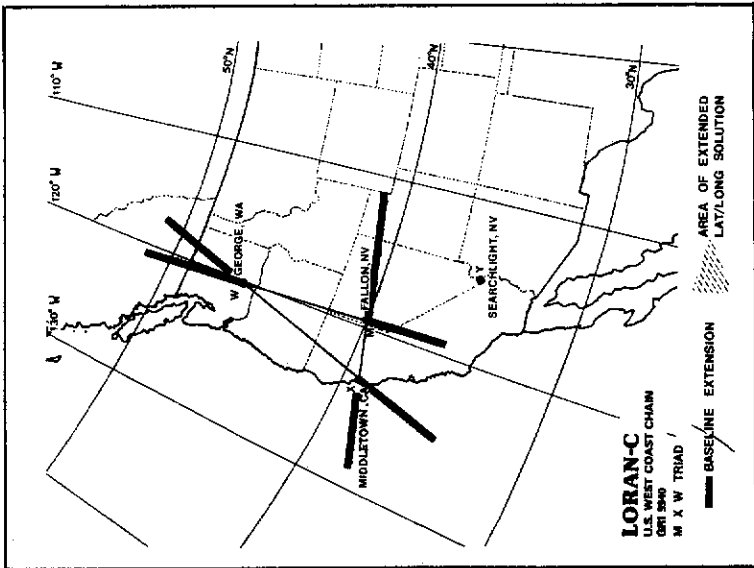 130° W
120° W
110° W
50°N
40°N
30°N
W
GEORGE, WA
M
FALLON, NV
X
MIDDLETOWN, CA
Y
SEARCHLIGHT, NV
LORAN-C
U.S. WEST COAST CHAIN
GRI 9940
M X W TRIAD
BASELINE EXTENSION
AREA OF EXTENDED
LAT/LONG SOLUTION